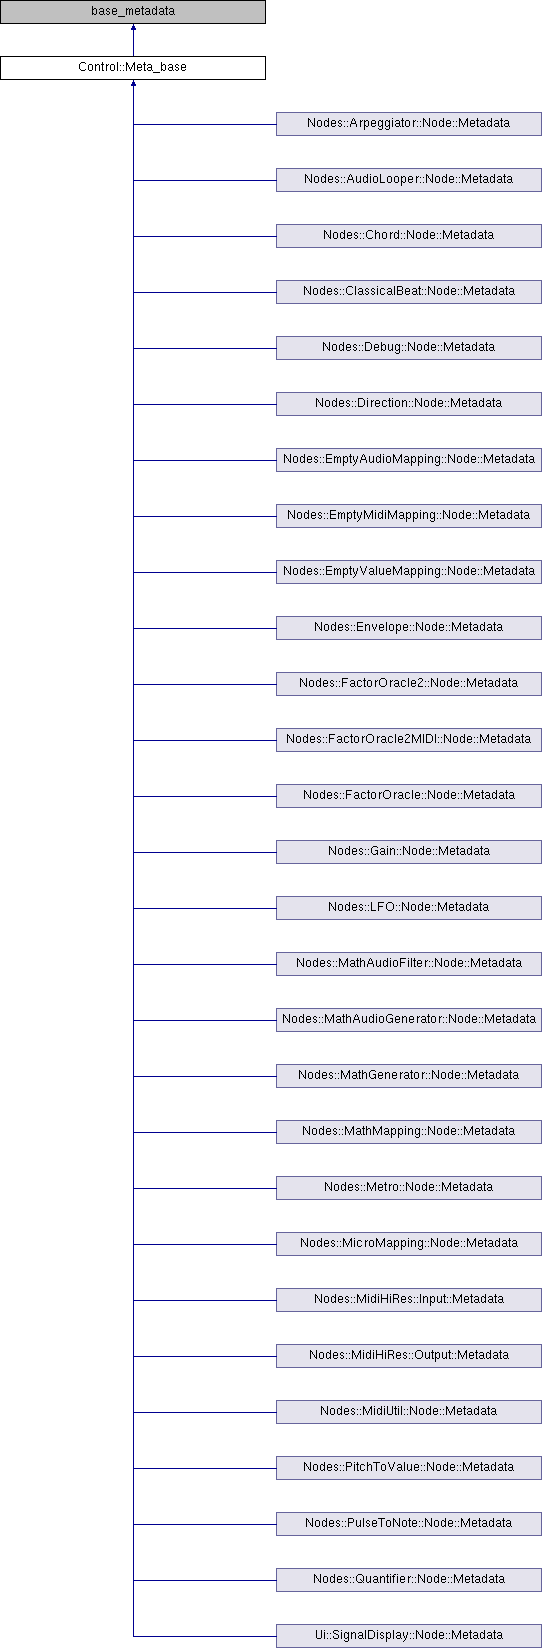 base_metadata
Control::Meta_base
Nodes::Arpeggiator::Node::Metadata
Nodes::AudioLooper::Node::Metadata
Nodes::Chord::Node::Metadata
Nodes::ClassicalBeat::Node::Metadata
Nodes::Debug::Node::Metadata
Nodes::Direction::Node::Metadata
Nodes::EmptyAudioMapping::Node::Metadata
Nodes::EmptyMidiMapping::Node::Metadata
Nodes::EmptyValueMapping::Node::Metadata
Nodes::Envelope::Node::Metadata
Nodes::FactorOracle2::Node::Metadata
Nodes::FactorOracle2MIDI::Node::Metadata
Nodes::FactorOracle::Node::Metadata
Nodes::Gain::Node::Metadata
Nodes::LFO::Node::Metadata
Nodes::MathAudioFilter::Node::Metadata
Nodes::MathAudioGenerator::Node::Metadata
Nodes::MathGenerator::Node::Metadata
Nodes::MathMapping::Node::Metadata
Nodes::Metro::Node::Metadata
Nodes::MicroMapping::Node::Metadata
Nodes::MidiHiRes::Input::Metadata
Nodes::MidiHiRes::Output::Metadata
Nodes::MidiUtil::Node::Metadata
Nodes::PitchToValue::Node::Metadata
Nodes::PulseToNote::Node::Metadata
Nodes::Quantifier::Node::Metadata
Ui::SignalDisplay::Node::Metadata